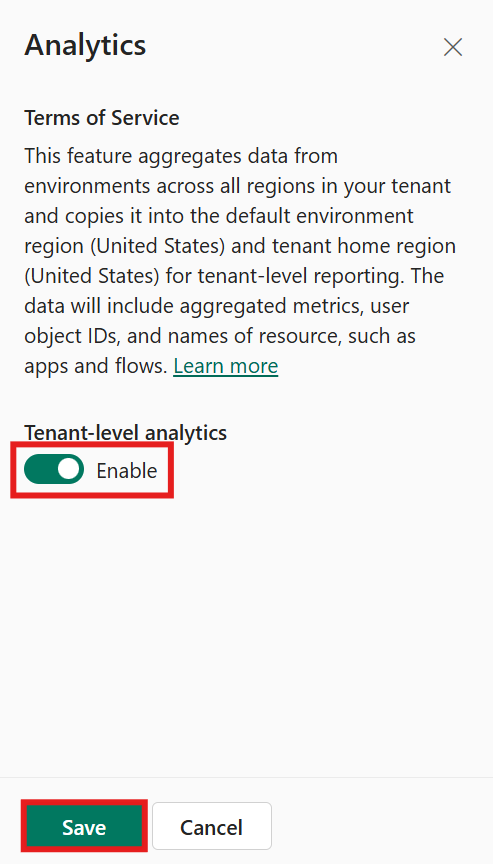 Analytics
Terms of Service
This feature aggregates data from
environments across all regions in your tenant
and copies it into the default environment
region (United States) and tenant home region
(United States) for tenant-level reporting. The
data will include aggregated metrics, user
object IDs, and names of resource, such as
apps and flows. Learn more
Tenant-level analytics
Enable
Save
Cancel